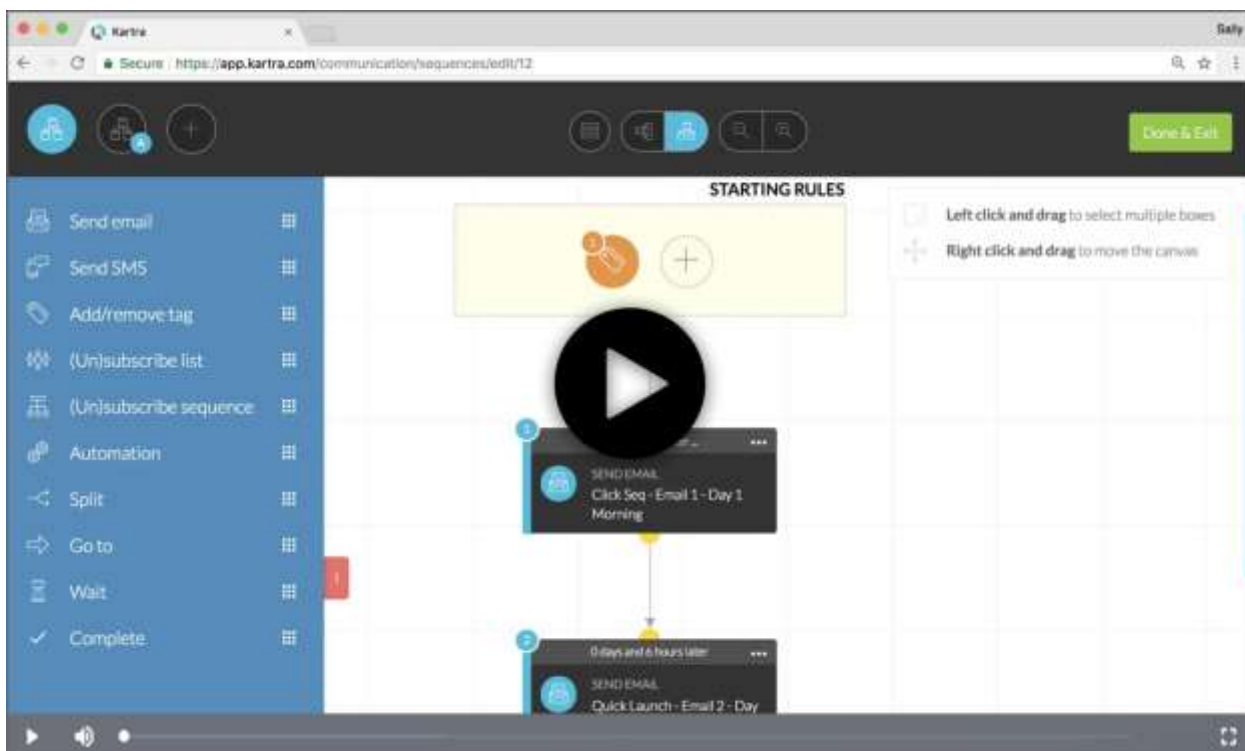 Kartra
Sally
Secure https://app.kartra.com/communication/sequences/edit/12
A
Done & Exit
STARTING RULES
Send email
Send SMS
Add/remove tag
(Un)subscribe list
(Un)subscribe sequence
Automation
Split
Go to
Wait
Complete
Left click and drag to select multiple boxes
Right click and drag to move the canvas
1
1
SEND EMAIL
Click Seq - Email 1 - Day 1
Morning
2
0 days and 6 hours later
SEND EMAIL
Quick Launch - Email 2 - Day